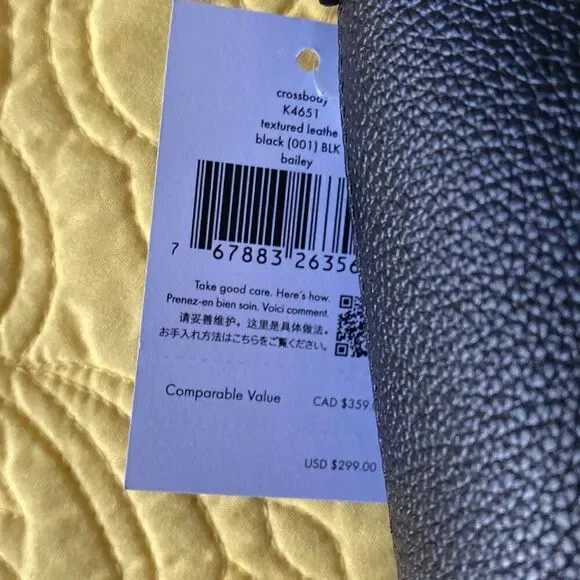 crossbody
K4651
textured leathe
black (001) BLK
bailey
7 67883 26356
Take good care. Here's how.
Prenez-en bien soin. Voici comment.
请妥善维护。这里是具体做法。
お手入れ方法はこちらをご覧ください。
Comparable Value CAD $359.
USD $299.00